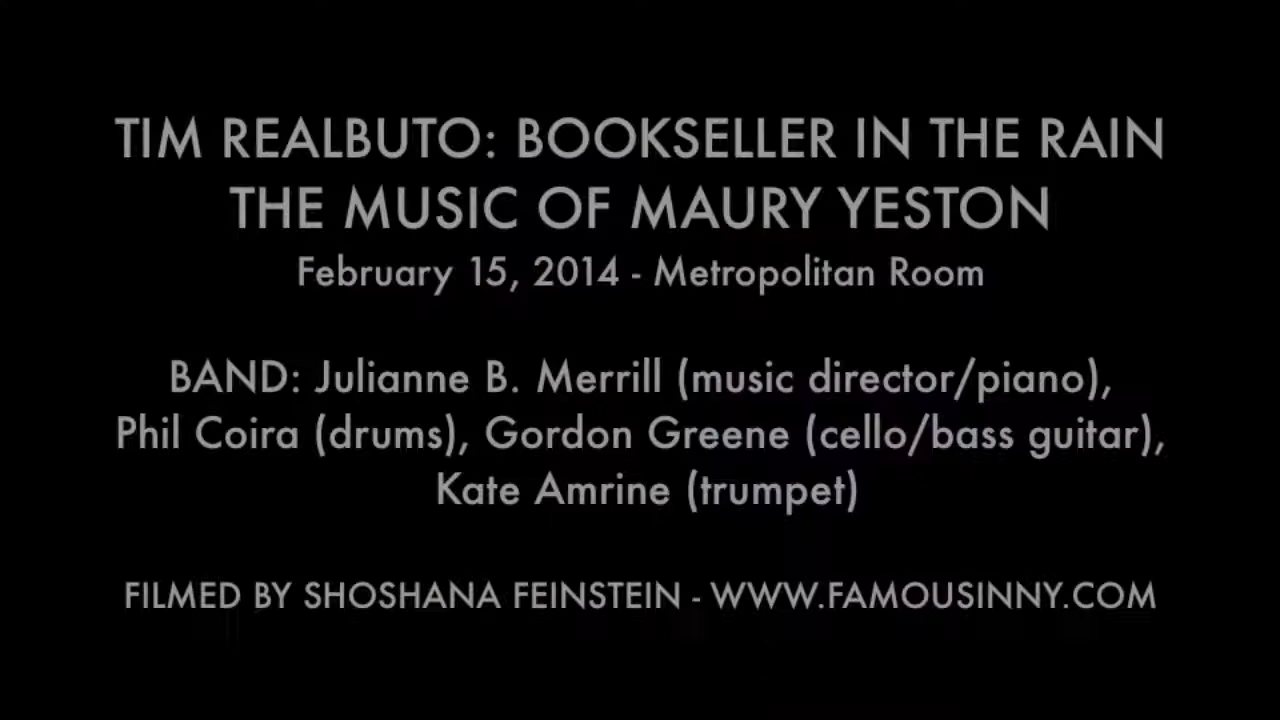 TIM REALBUTO: BOOKSELLER IN THE RAIN
THE MUSIC OF MAURY YESTON
February 15, 2014 - Metropolitan Room
BAND: Julianne B. Merrill (music director/piano),
Phil Coira (drums), Gordon Greene (cello/bass guitar),
Kate Amrine (trumpet)
FILMED BY SHOSHANA FEINSTEIN - WWW.FAMOUSINNY.COM